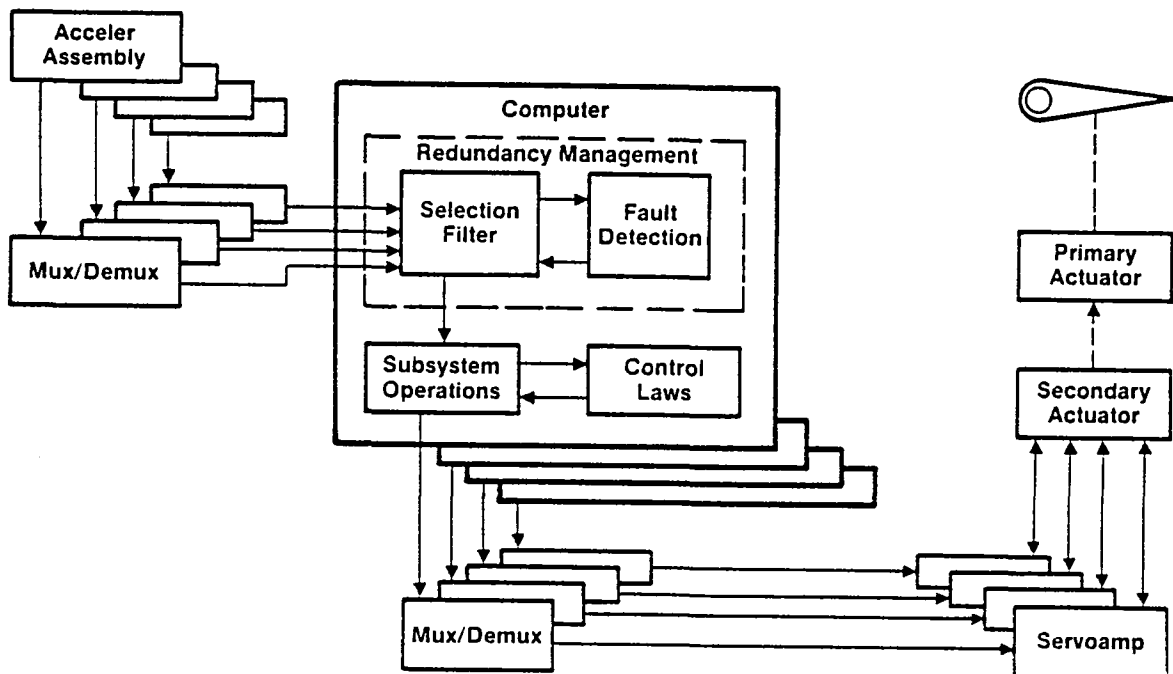 Acceler
Assembly
Computer
Redundancy Management
Selection
Filter
Fault
Detection
Mux/Demux
Primary
Actuator
Subsystem
Operations
Control
Laws
Secondary
Actuator
Mux/Demux
Servoamp